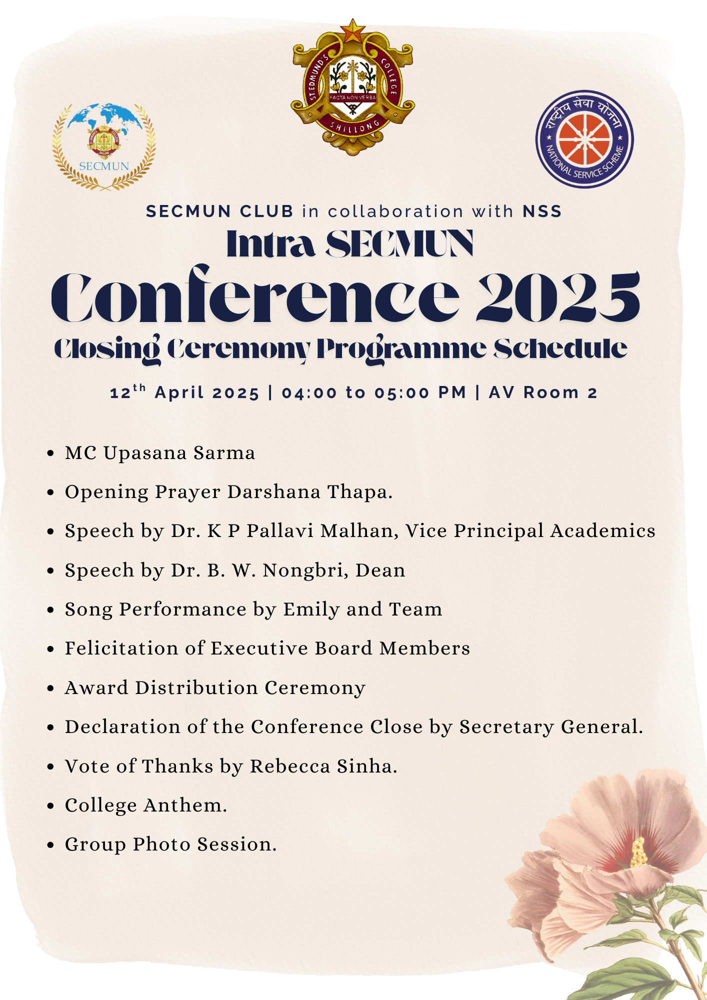 ST. EDMUND'S COLLEGE
FACTA NON VERBA
SHILLONG
SECMUN
राष्ट्रीय सेवा योजना
NATIONAL SERVICE SCHEME
SECMUN CLUB in collaboration with NSS
Intra SECMUN
Conference 2025
Closing Ceremony Programme Schedule
12th April 2025 | 04:00 to 05:00 PM | AV Room 2
• MC Upasana Sarma
• Opening Prayer Darshana Thapa.
• Speech by Dr. K P Pallavi Malhan, Vice Principal Academics
• Speech by Dr. B. W. Nongbri, Dean
• Song Performance by Emily and Team
• Felicitation of Executive Board Members
• Award Distribution Ceremony
• Declaration of the Conference Close by Secretary General.
• Vote of Thanks by Rebecca Sinha.
• College Anthem.
• Group Photo Session.